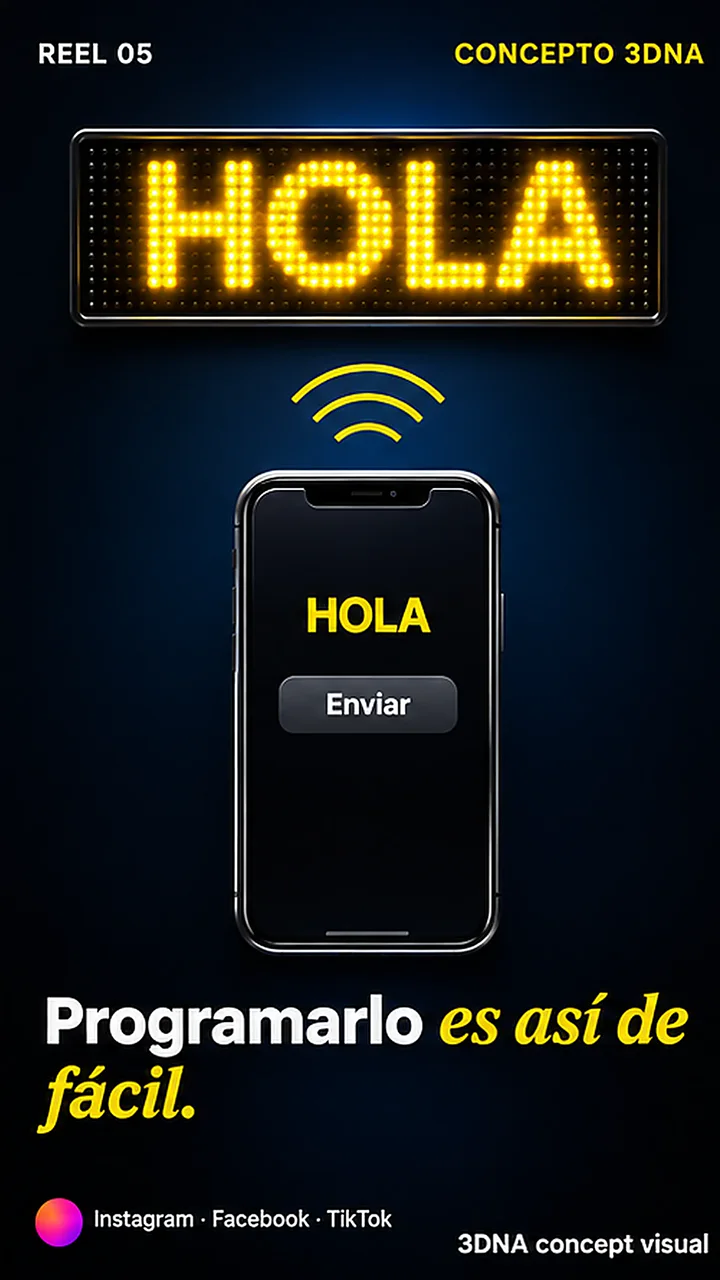 REEL 05
CONCEPTO 3DNA
HOLA
HOLA
Enviar
Programarlo es así de
fácil.
Instagram · Facebook · TikTok
3DNA concept visual